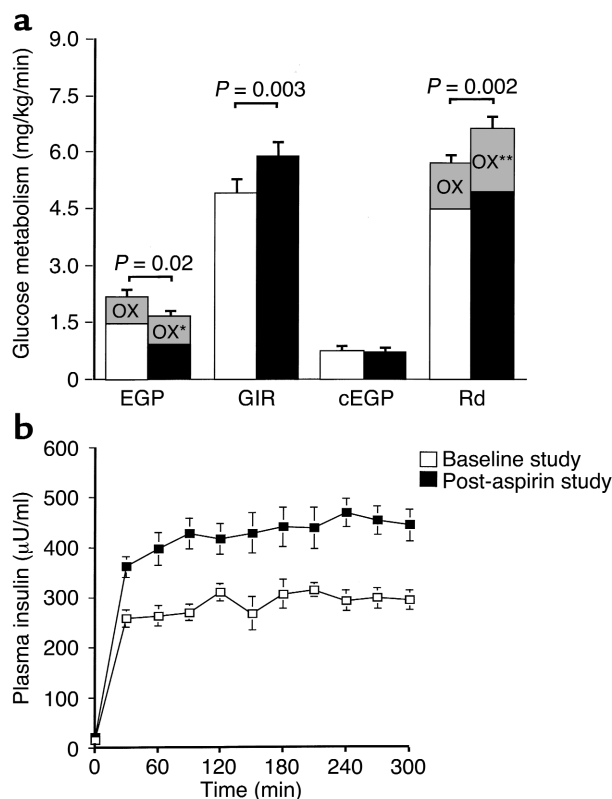 a
Glucose metabolism (mg/kg/min)
9.0
7.5
6.0
4.5
3.0
1.5
0
P = 0.02
P = 0.003
P = 0.002
OX
OX*
OX
OX**
EGP
GIR
cEGP
Rd
b
Plasma insulin (μU/ml)
600
500
400
300
200
100
0
0
60
120
180
240
300
Time (min)
Baseline study
Post-aspirin study